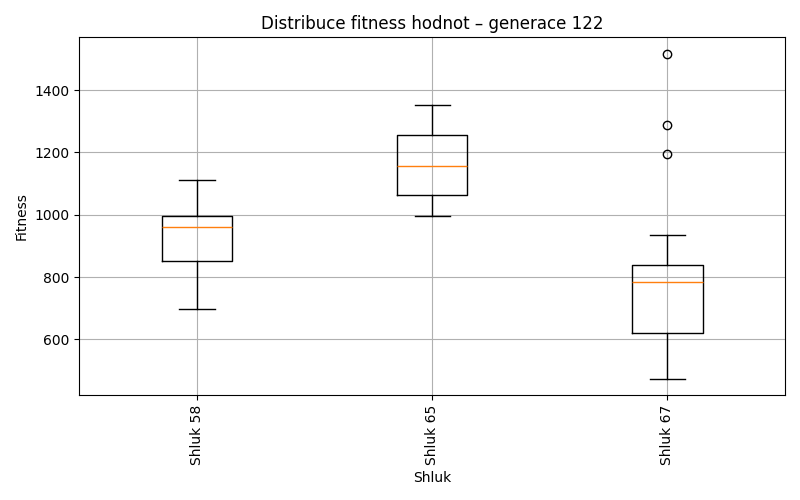 Distribuce fitness hodnot – generace 122
Fitness
1400
1200
1000
800
600
Shluk 58
Shluk 65
Shluk 67
Shluk